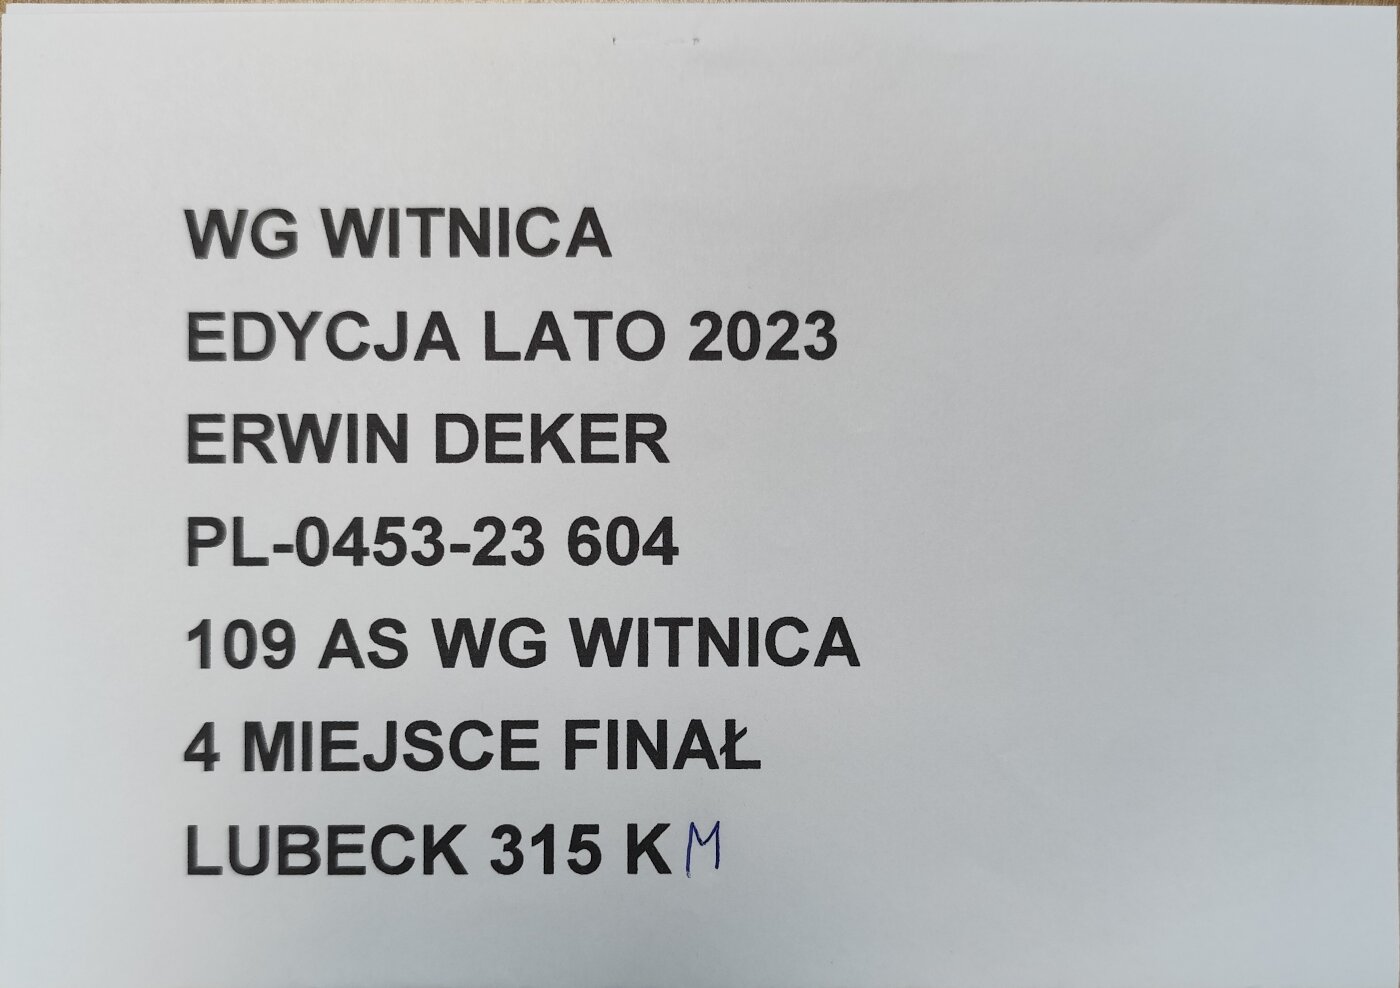 WG WITNICA
EDYCJA LATO 2023
ERWIN DEKER
PL-0453-23 604
109 AS WG WITNICA
4 MIEJSCE FINAŁ
LUBECK 315 KM